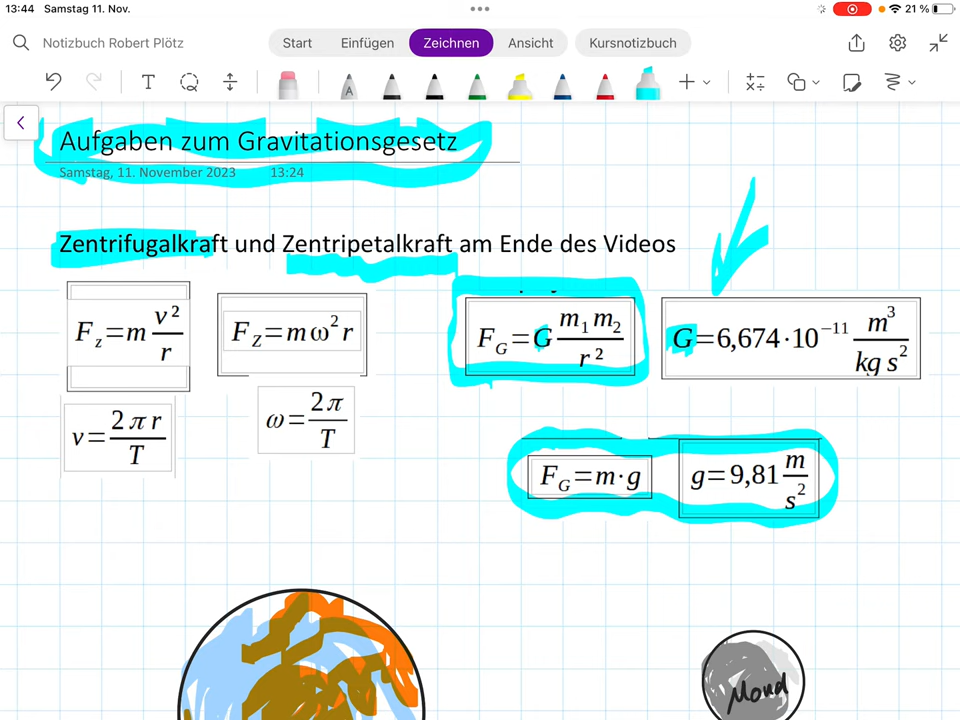 13:44 Samstag 11. Nov.
21 %
Notizbuch Robert Plötz
Start Einfügen Zeichnen Ansicht Kursnotizbuch
T
A
Aufgaben zum Gravitationsgesetz
Samstag, 11. November 2023 13:24
Zentrifugalkraft und Zentripetalkraft am Ende des Videos
F_z=m v²/r
F_Z=mω²r
F_G=G m₁m₂/r²
G=6,674·10⁻¹¹ m³/kg s²
v=2πr/T
ω=2π/T
F_G=m·g
g=9,81 m/s²
Mond